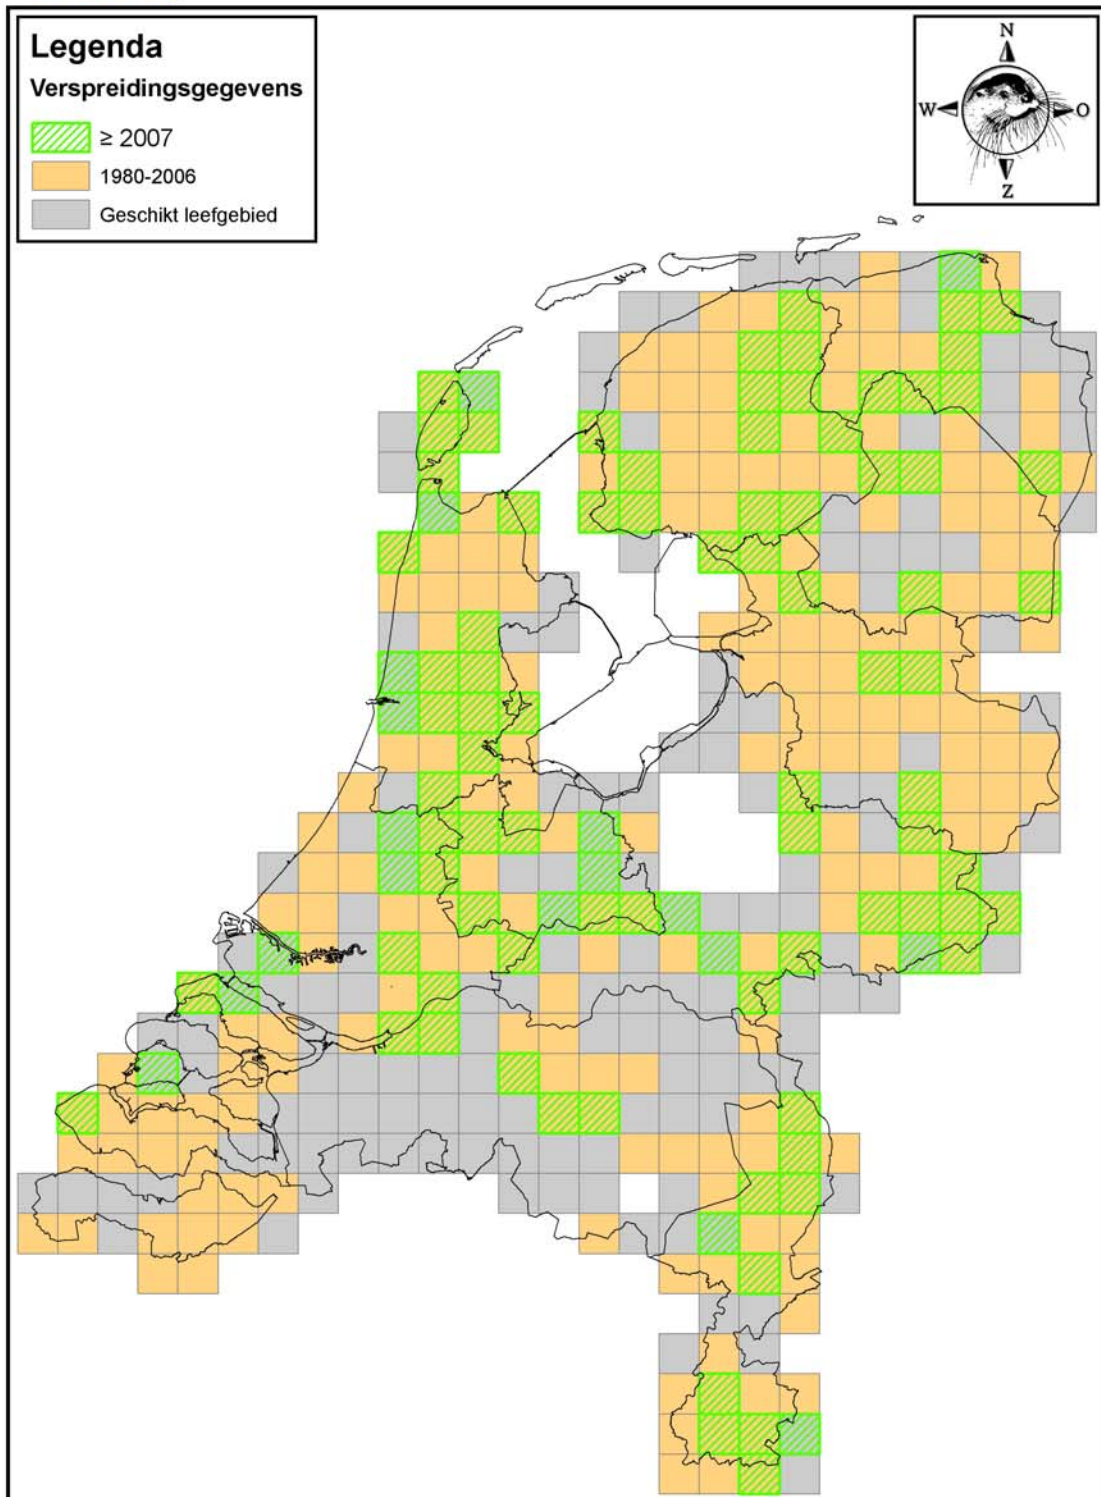 Legenda
Verspreidingsgegevens
≥ 2007
1980-2006
Geschikt leefgebied
N
W
O
Z